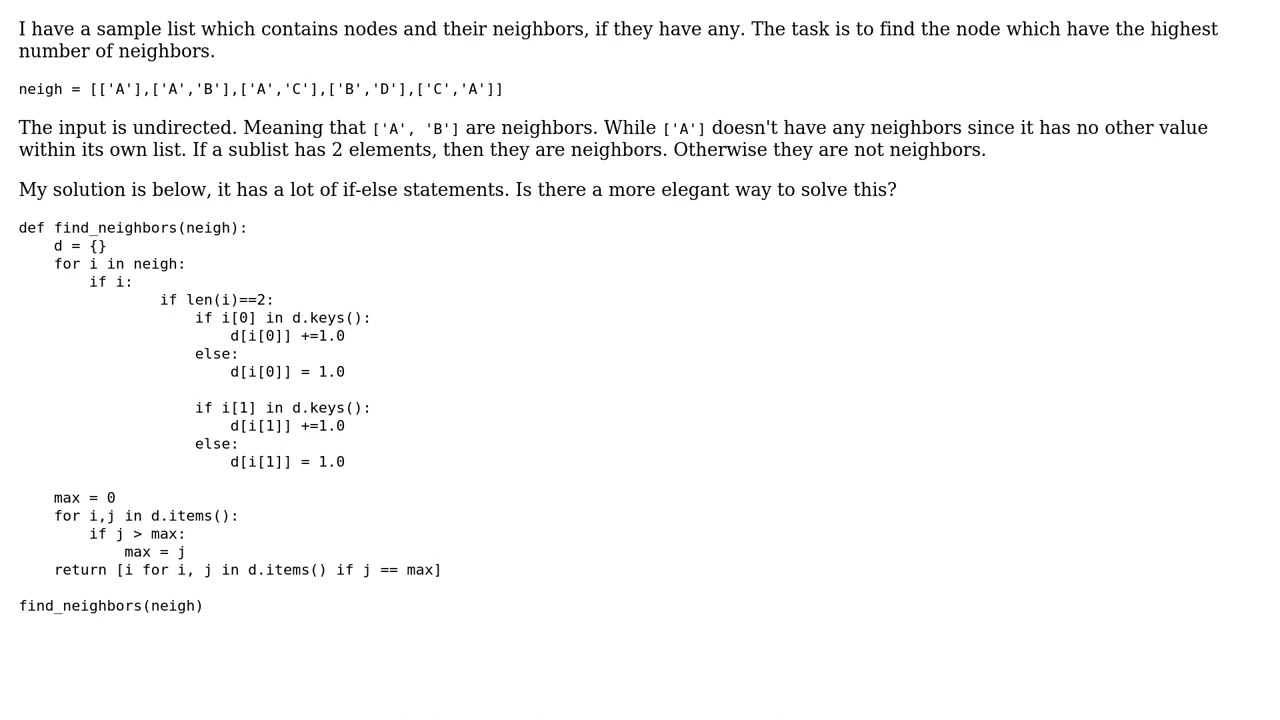 I have a sample list which contains nodes and their neighbors, if they have any. The task is to find the node which have the highest
number of neighbors.
neigh = [['A'],['A','B'],['A','C'],['B','D'],['C','A']]
The input is undirected. Meaning that ['A', 'B'] are neighbors. While ['A'] doesn't have any neighbors since it has no other value
within its own list. If a sublist has 2 elements, then they are neighbors. Otherwise they are not neighbors.
My solution is below, it has a lot of if-else statements. Is there a more elegant way to solve this?
def find_neighbors(neigh):
    d = {}
    for i in neigh:
        if i:
                if len(i)==2:
                    if i[0] in d.keys():
                        d[i[0]] +=1.0
                    else:
                        d[i[0]] = 1.0

                    if i[1] in d.keys():
                        d[i[1]] +=1.0
                    else:
                        d[i[1]] = 1.0

    max = 0
    for i,j in d.items():
        if j > max:
            max = j
    return [i for i, j in d.items() if j == max]

find_neighbors(neigh)